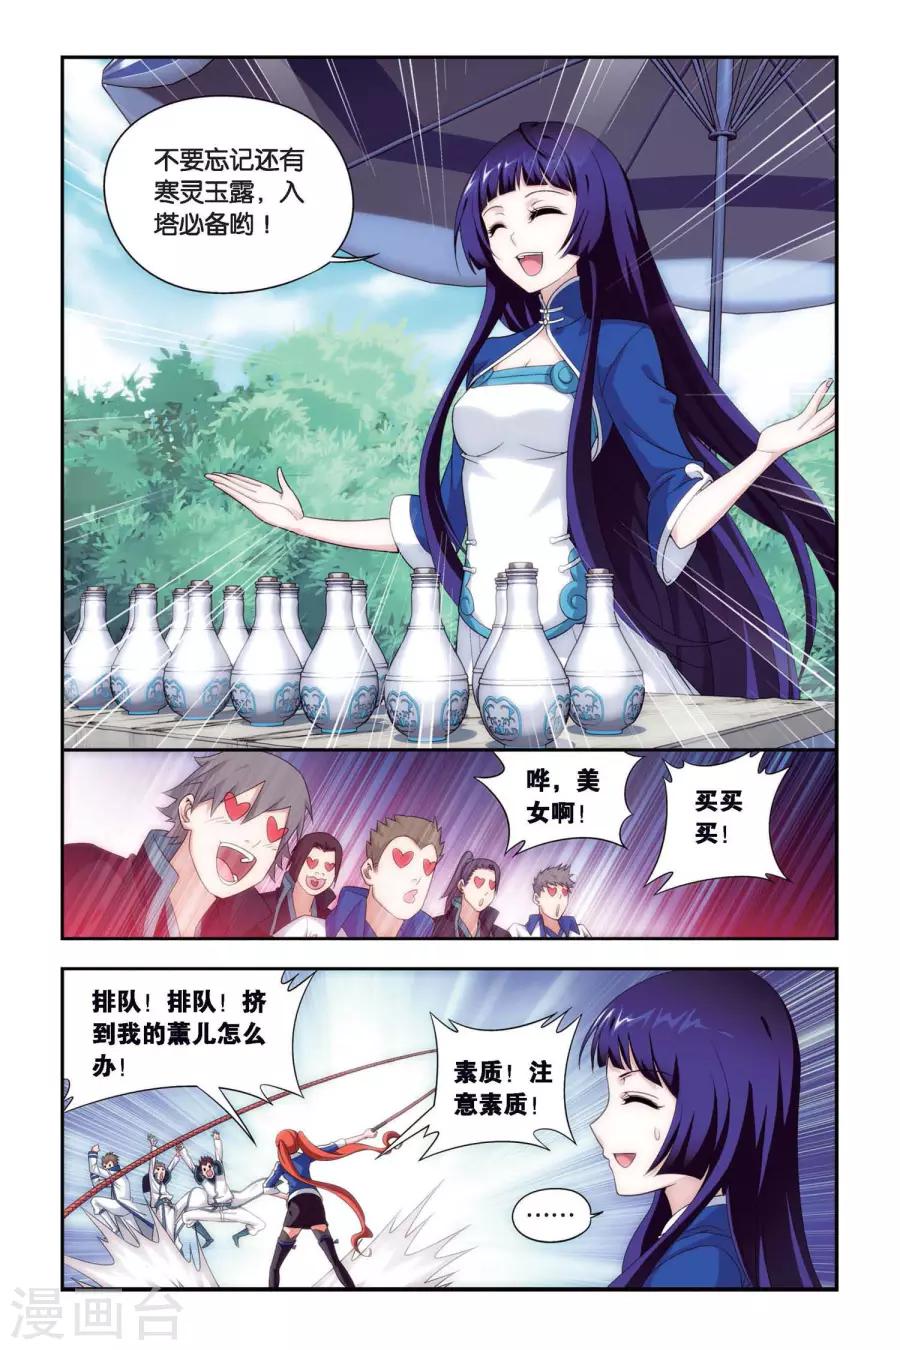 不要忘记还有
寒灵玉露，入
塔必备哟！
哗，美
女啊！
买买
买！
排队！排队！挤
到我的薰儿怎么
办！
素质！注
意素质！
……
漫画台